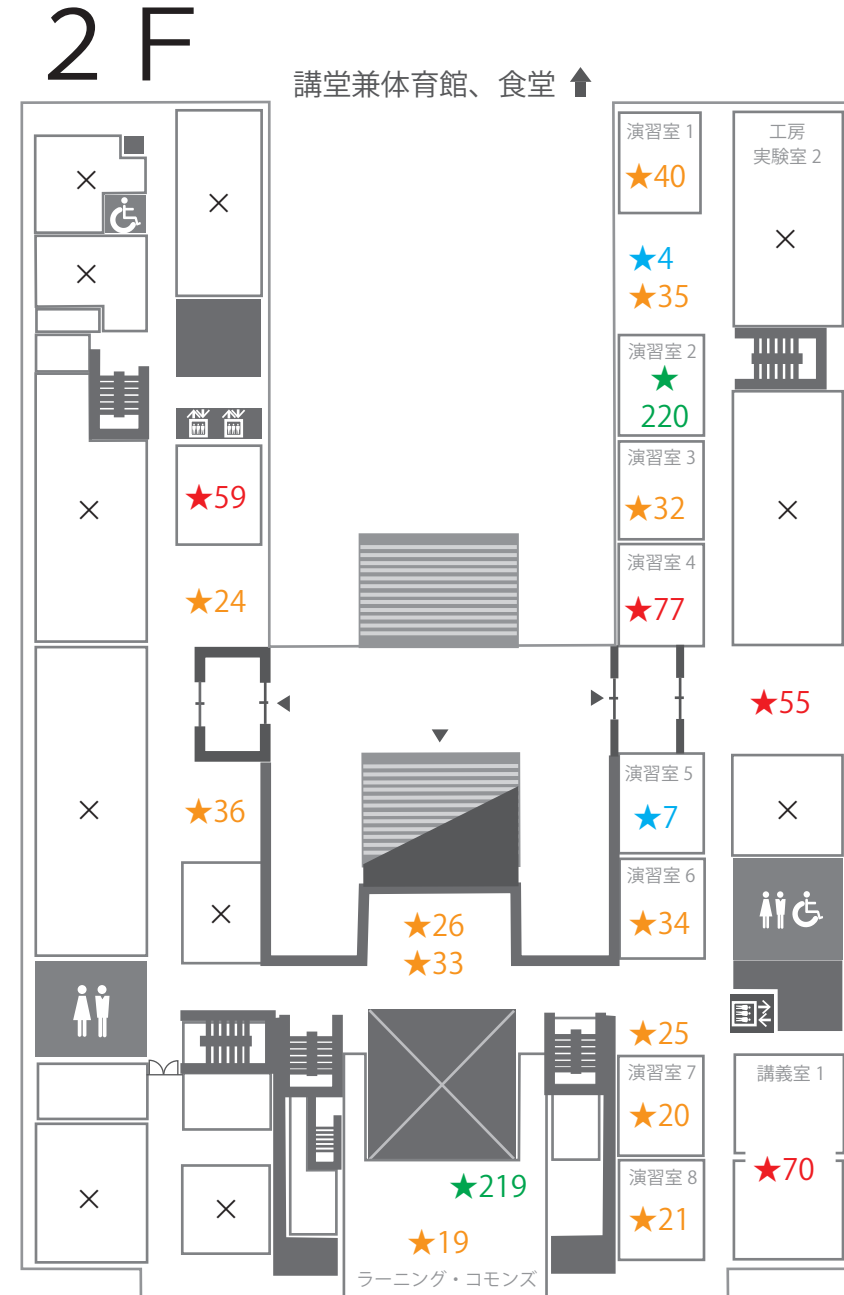 ２Ｆ
講堂兼体育館、食堂
演習室 1
★40
工房
実験室 2
★4
★35
演習室 2
★
220
演習室 3
★32
★59
演習室 4
★77
★24
★55
演習室 5
★7
★36
演習室 6
★34
★26
★33
★25
演習室 7
★20
講義室 1
★70
演習室 8
★21
★219
★19
ラーニング・コモンズ